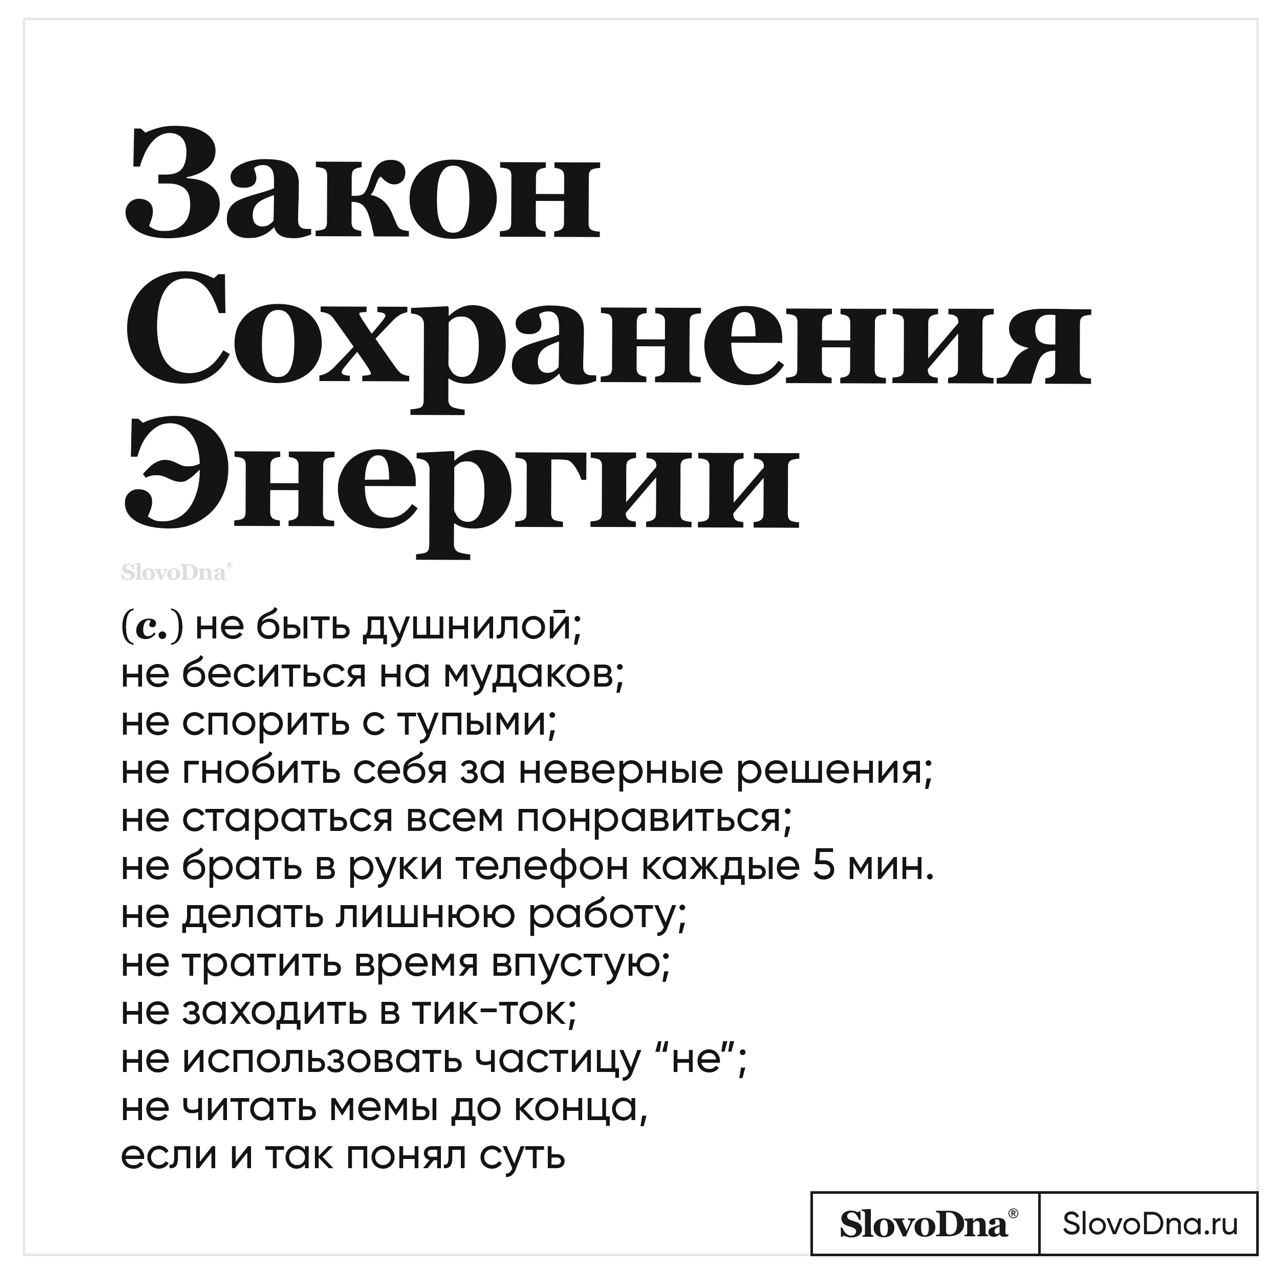 Закон
Сохранения
Энергии
SlovoDna®
(с.) не быть душнилой;
не беситься на мудаков;
не спорить с тупыми;
не гнобить себя за неверные решения;
не стараться всем понравиться;
не брать в руки телефон каждые 5 мин.
не делать лишнюю работу;
не тратить время впустую;
не заходить в тик-ток;
не использовать частицу “не”;
не читать мемы до конца,
если и так понял суть
SlovoDna® SlovoDna.ru